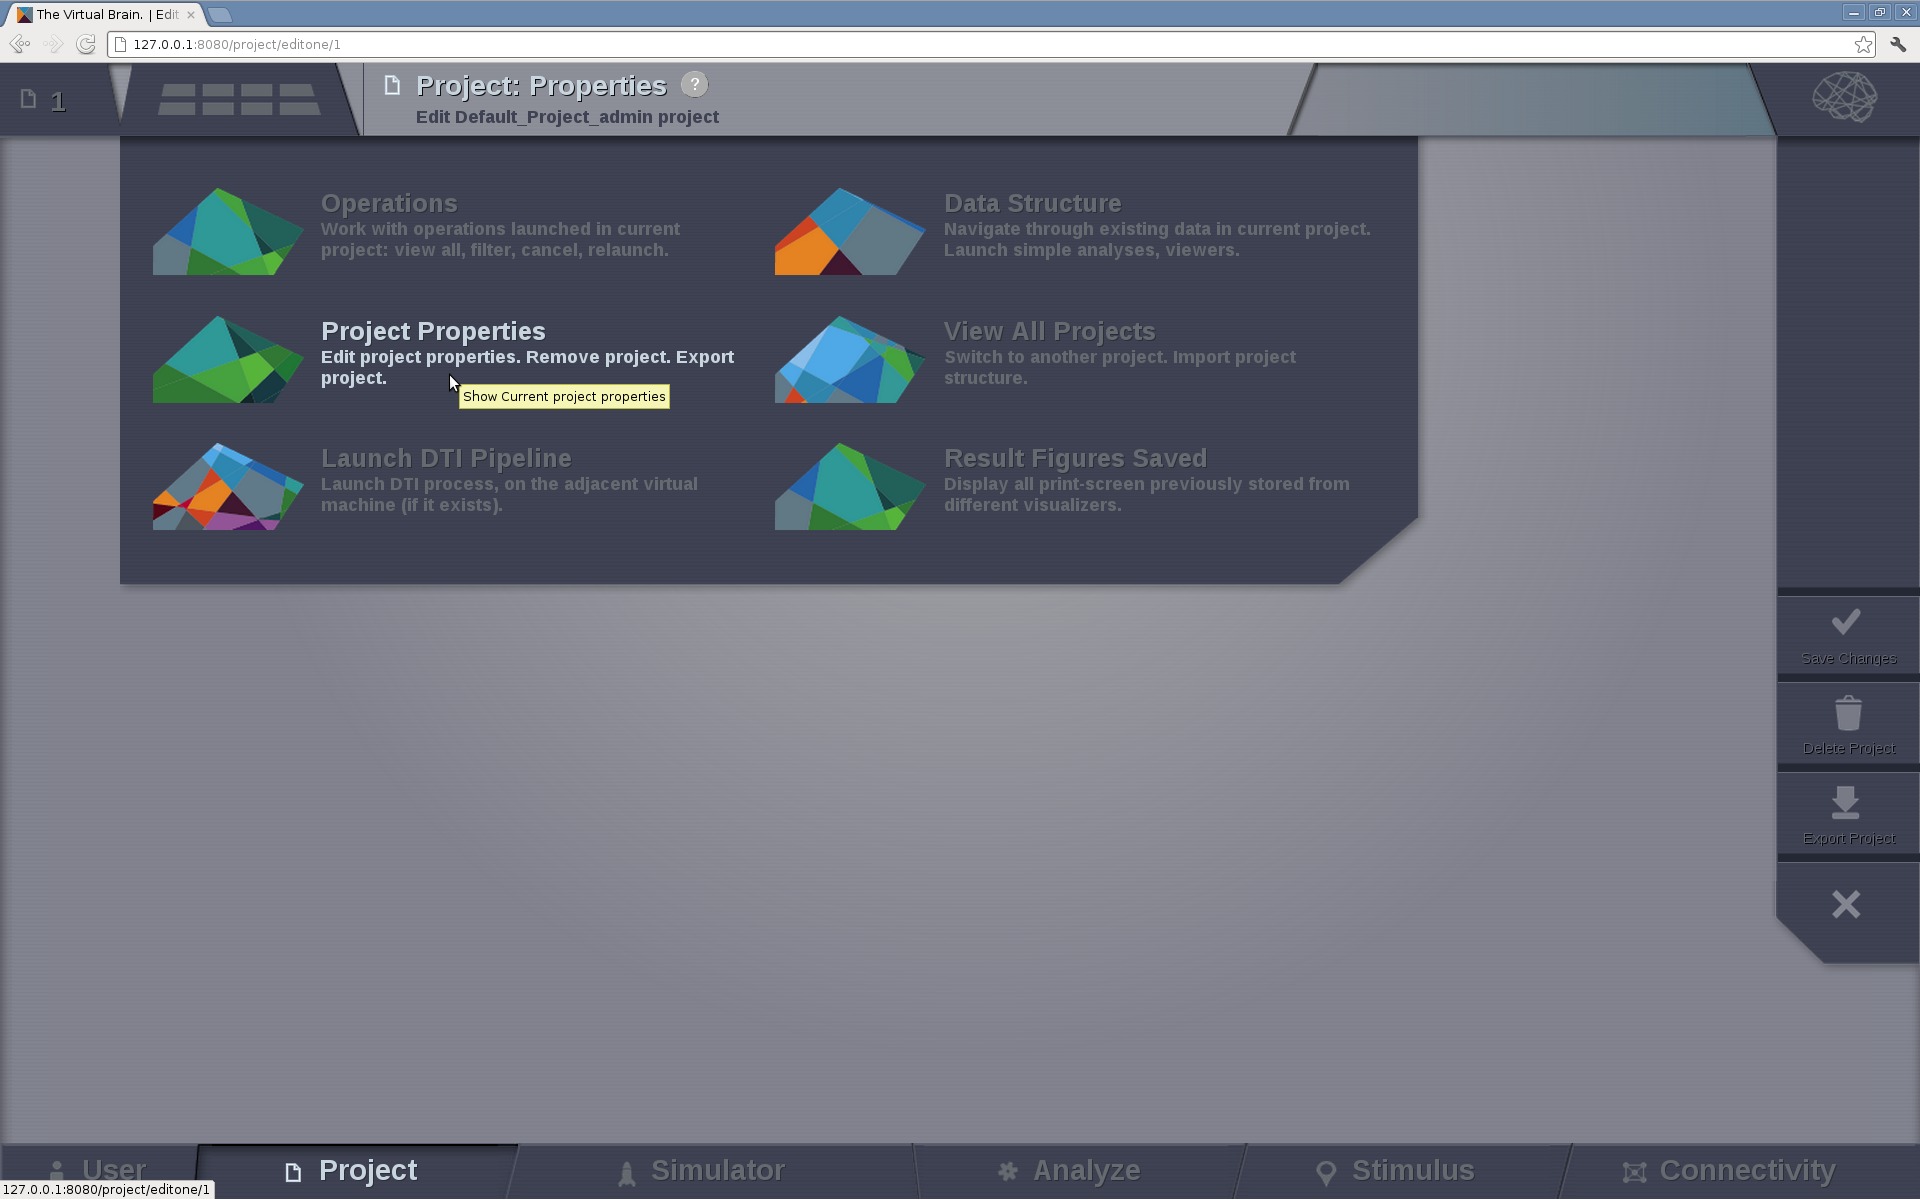 The Virtual Brain. | Edit
127.0.0.1:8080/project/editone/1
1
Project: Properties ?
Edit Default_Project_admin project
Operations
Work with operations launched in current
project: view all, filter, cancel, relaunch.
Data Structure
Navigate through existing data in current project.
Launch simple analyses, viewers.
Project Properties
Edit project properties. Remove project. Export
project.
Show Current project properties
View All Projects
Switch to another project. Import project
structure.
Launch DTI Pipeline
Launch DTI process, on the adjacent virtual
machine (if it exists).
Result Figures Saved
Display all print-screen previously stored from
different visualizers.
Save Changes
Delete Project
Export Project
User
Project
Simulator
Analyze
Stimulus
Connectivity
127.0.0.1:8080/project/editone/1